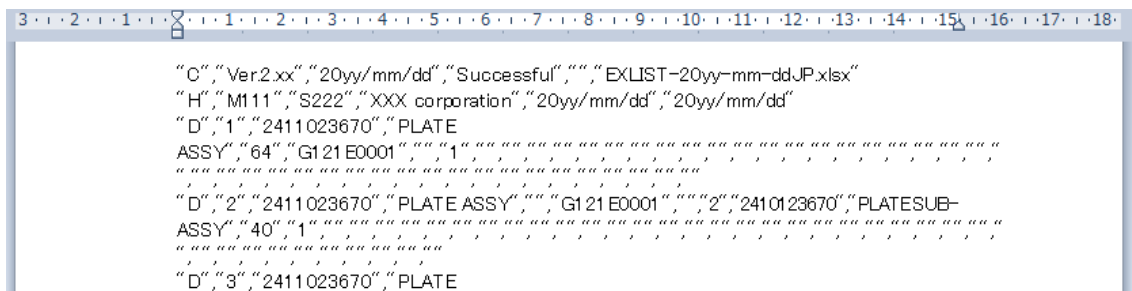 3 2 1 1 2 3 4 5 6 7 8 9 10 11 12 13 14 15 16 17 18
"C","Ver.2.xx","20yy/mm/dd","Successful","","EXLIST-20yy-mm-ddJP.xlsx"
"H","M111","S222","XXX corporation","20yy/mm/dd","20yy/mm/dd"
"D","1","2411023670","PLATE
ASSY","64","G121E0001","","1","","","","","","","","","","","","","","","","","","","","","
","","","","","","","","","","","","","","","","","","","",""
"D","2","2411023670","PLATE ASSY","","G121E0001","","2","2410123670","PLATESUB-
ASSY","40","1","","","","","","","","","","","","","","","","","","","","","","","","","","
","","","","","","","","","",""
"D","3","2411023670","PLATE